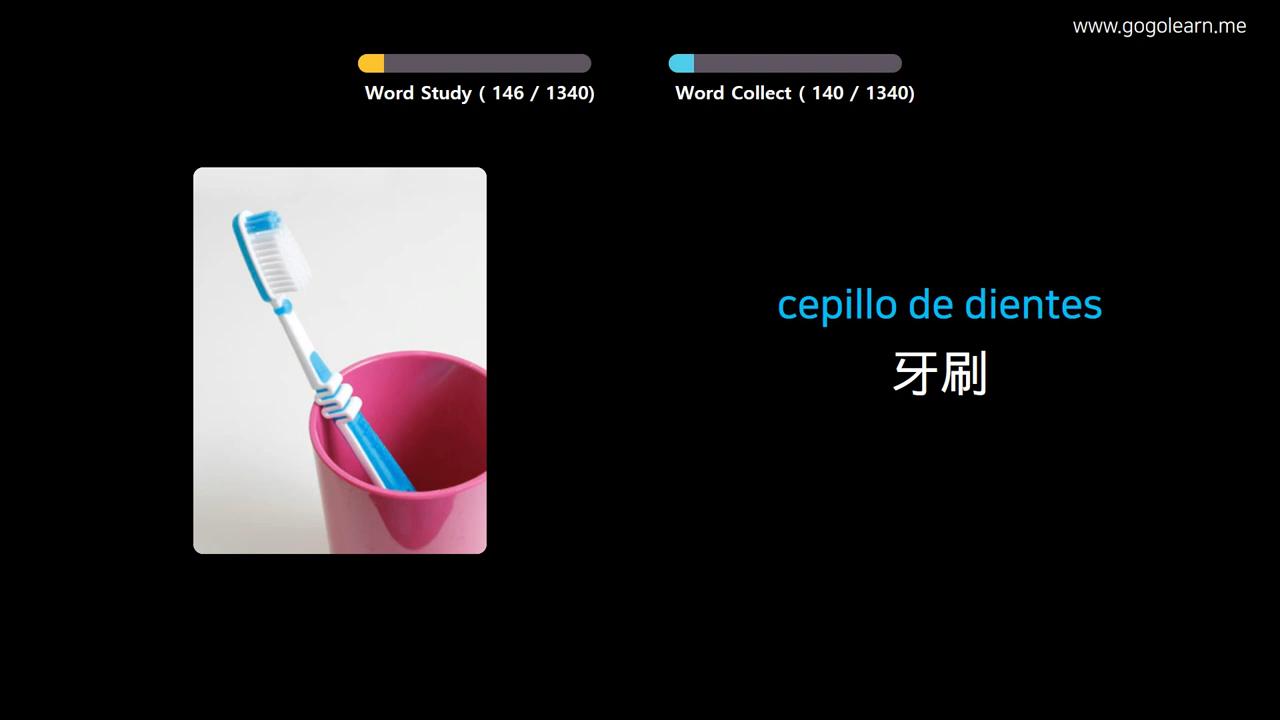 www.gogolearn.me
Word Study ( 146 / 1340)
Word Collect ( 140 / 1340)
cepillo de dientes
牙刷